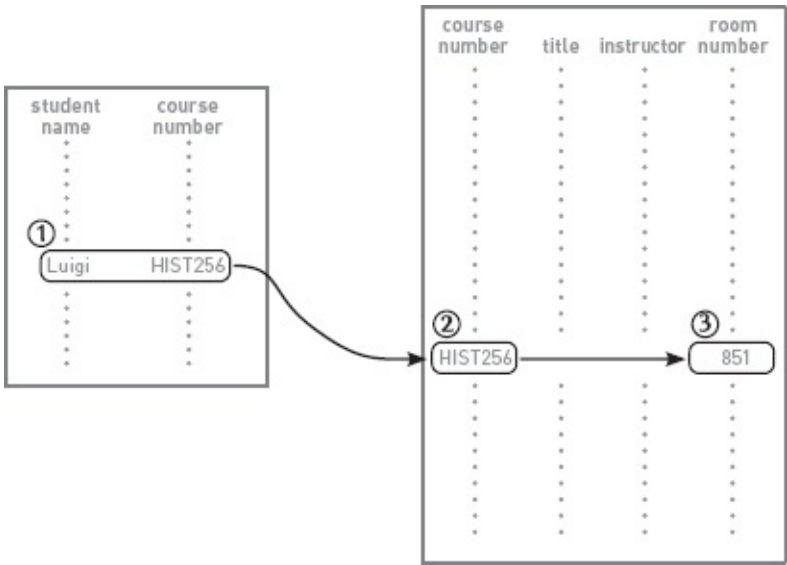 student course
name number
①
Luigi HIST256
course room
number title instructor number
② ③
HIST256 851